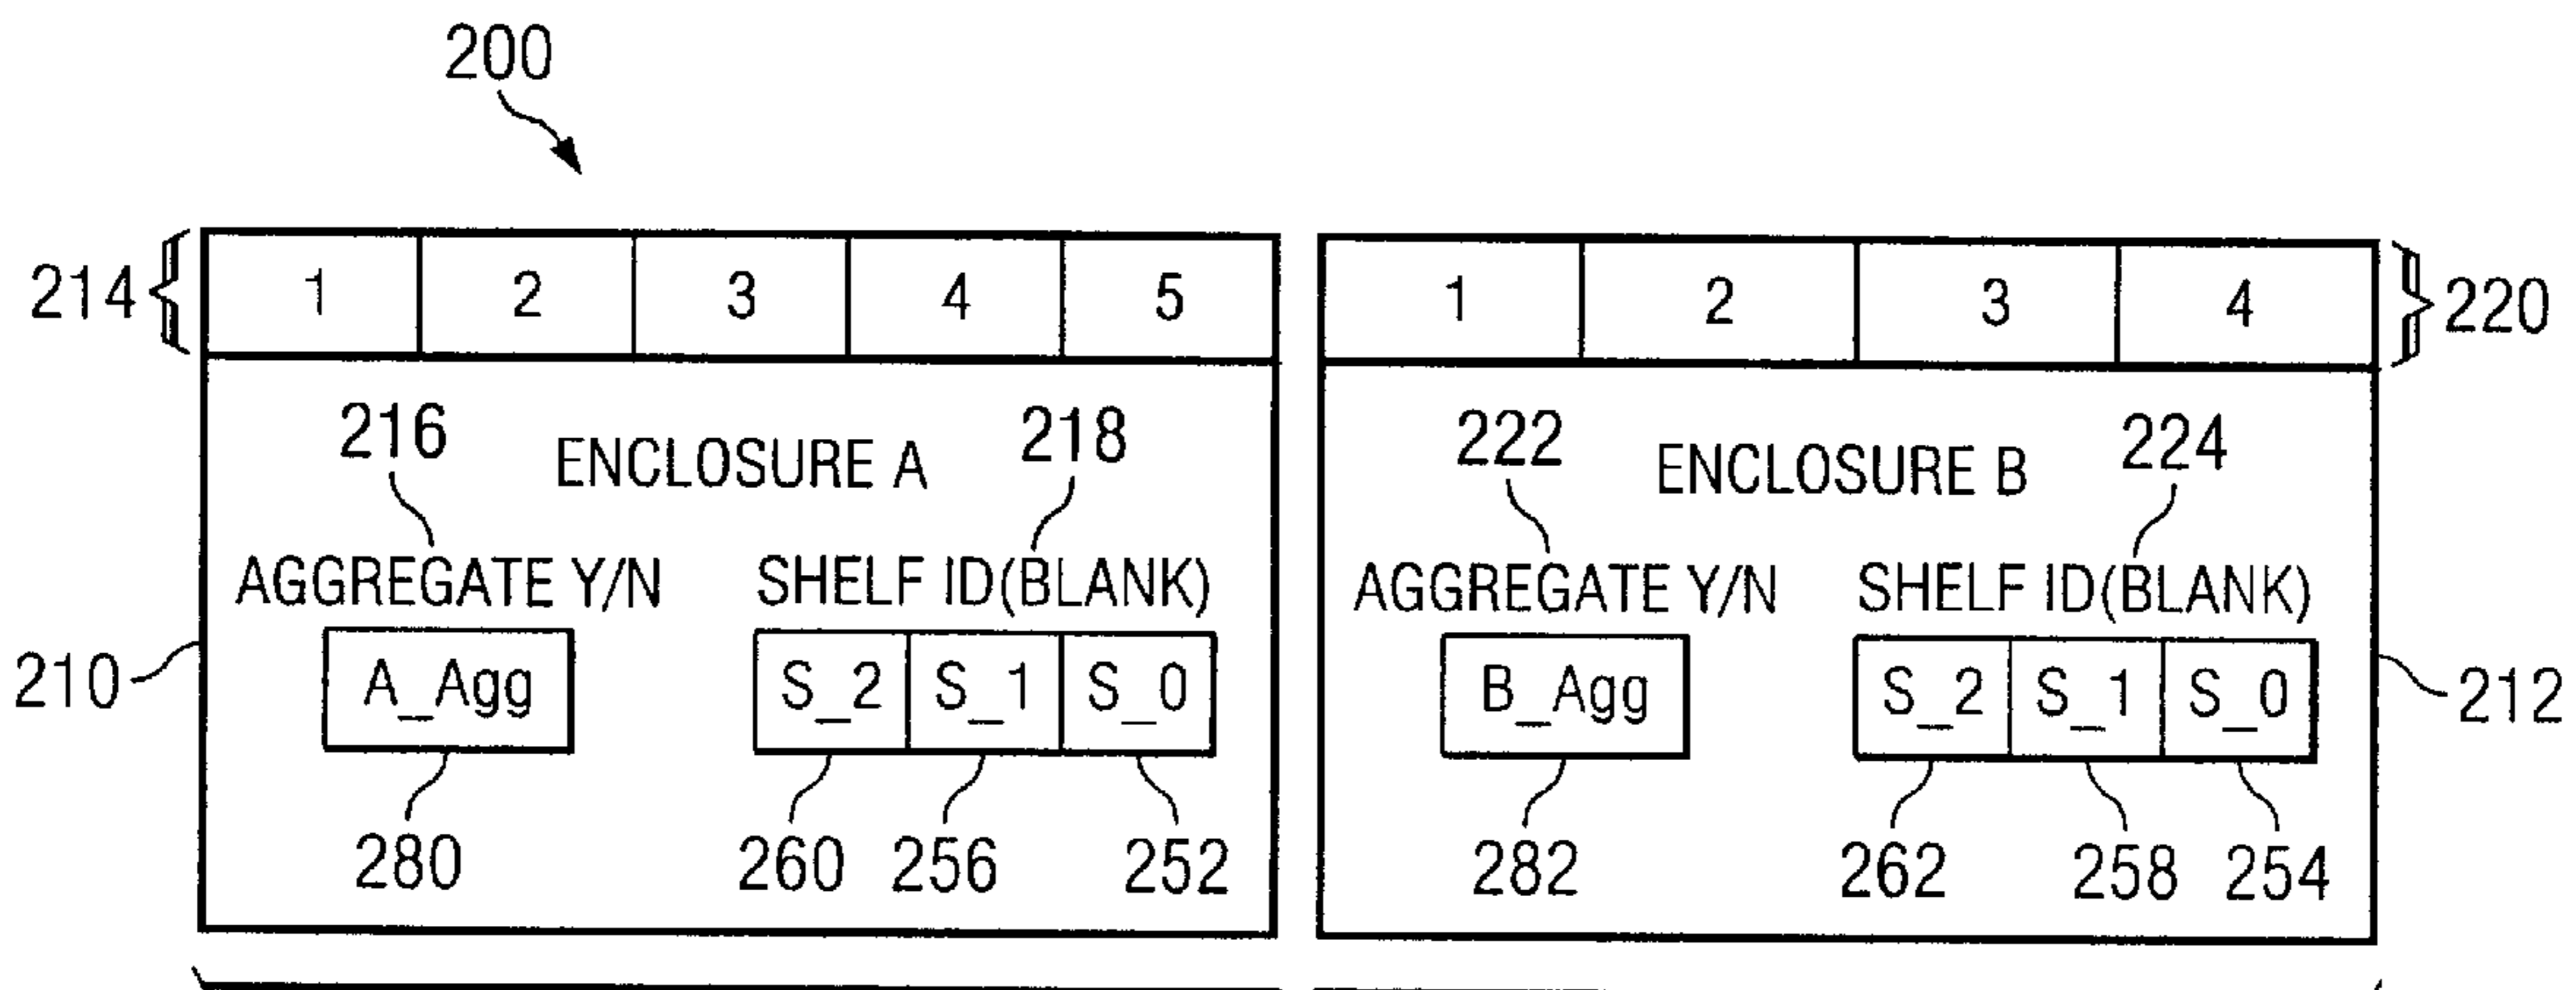 200
214 1 2 3 4 5 1 2 3 4 220
216 ENCLOSURE A 218 222 ENCLOSURE B 224
AGGREGATE Y/N SHELF ID(BLANK) AGGREGATE Y/N SHELF ID(BLANK)
210 A_Agg S_2 S_1 S_0 B_Agg S_2 S_1 S_0 212
280 260 256 252 282 262 258 254